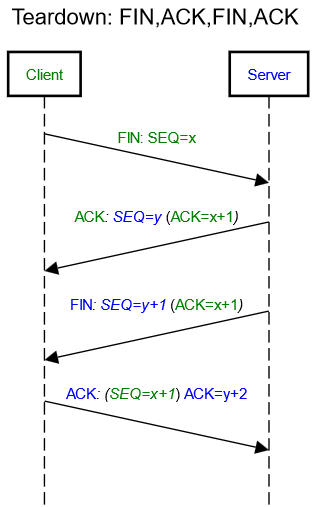 Teardown: FIN,ACK,FIN,ACK
Client
Server
FIN: SEQ=x
ACK: SEQ=y (ACK=x+1)
FIN: SEQ=y+1 (ACK=x+1)
ACK: (SEQ=x+1) ACK=y+2